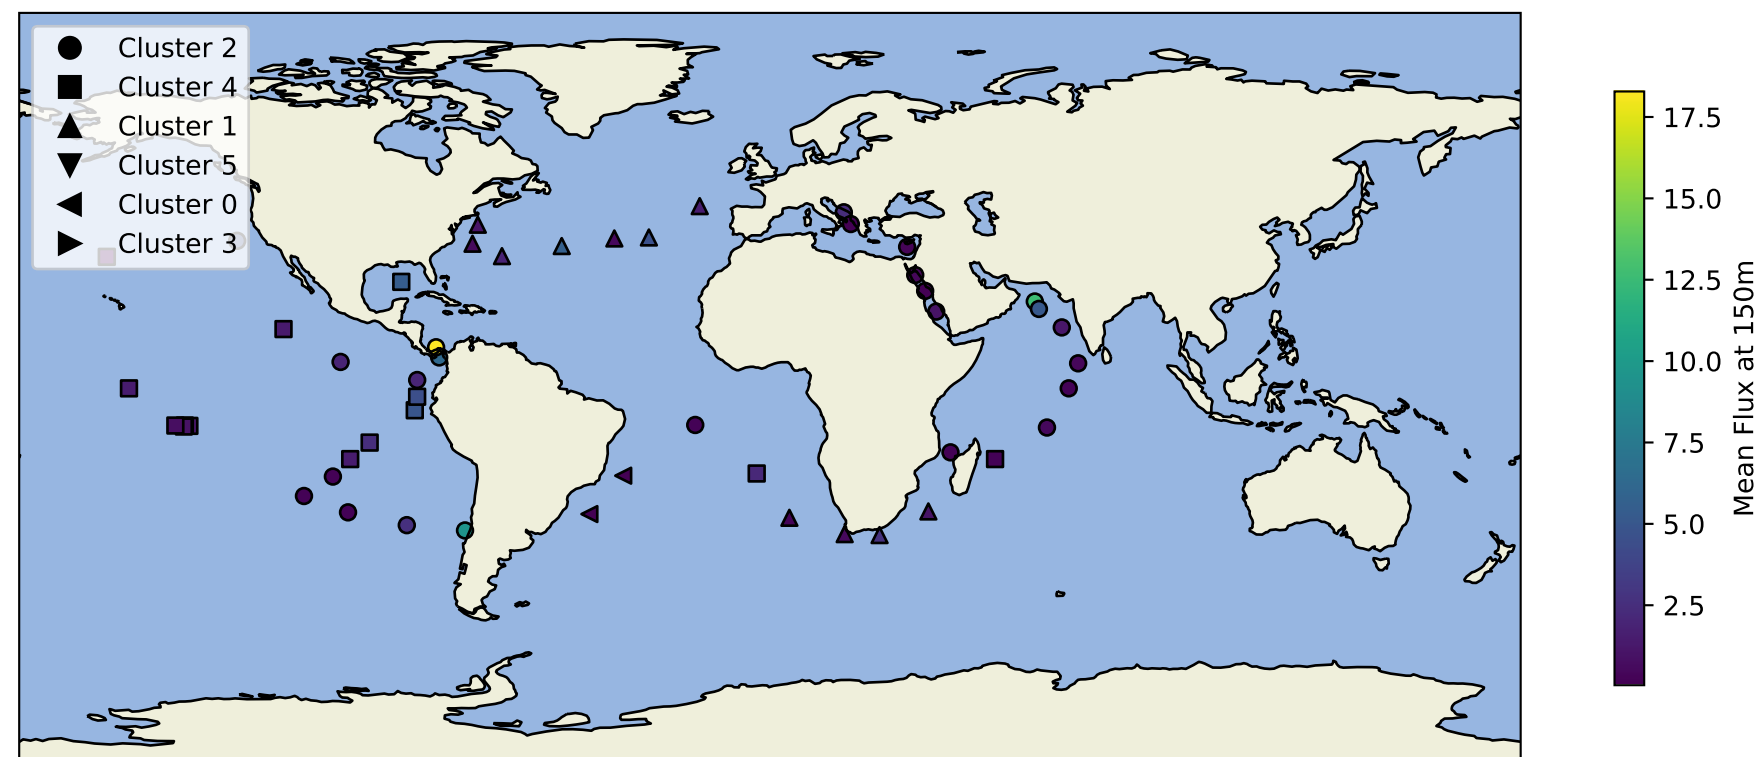 Cluster 2
Cluster 4
Cluster 1
Cluster 5
Cluster 0
Cluster 3
17.5
15.0
12.5
10.0
7.5
5.0
2.5
Mean Flux at 150m